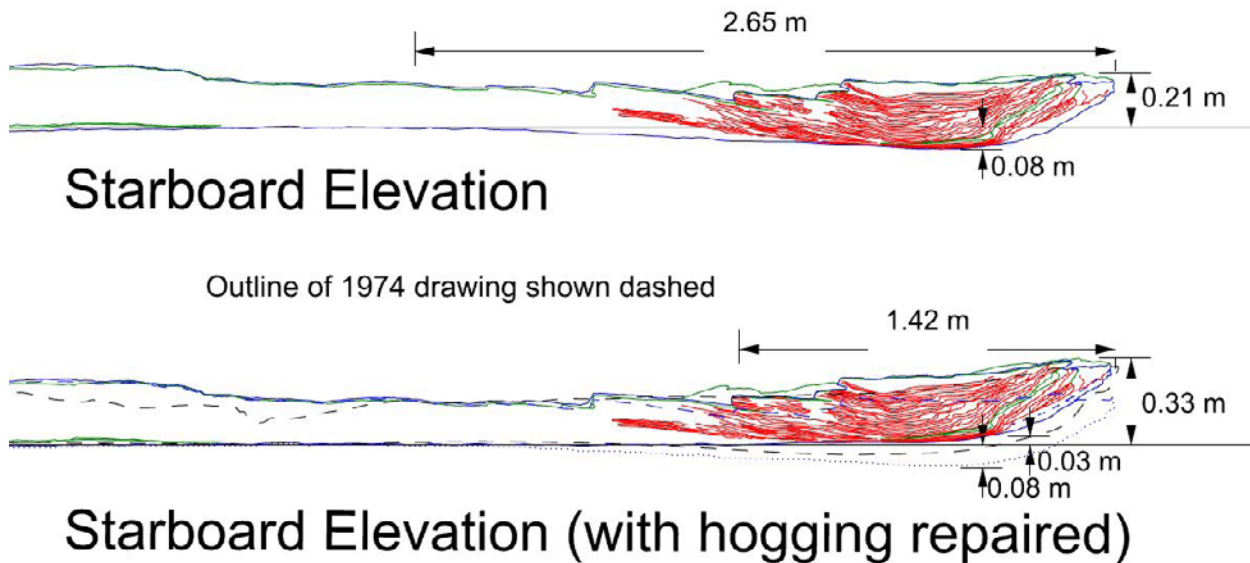 2.65 m
0.21 m
0.08 m
Starboard Elevation
Outline of 1974 drawing shown dashed
1.42 m
0.33 m
0.03 m
0.08 m
Starboard Elevation (with hogging repaired)